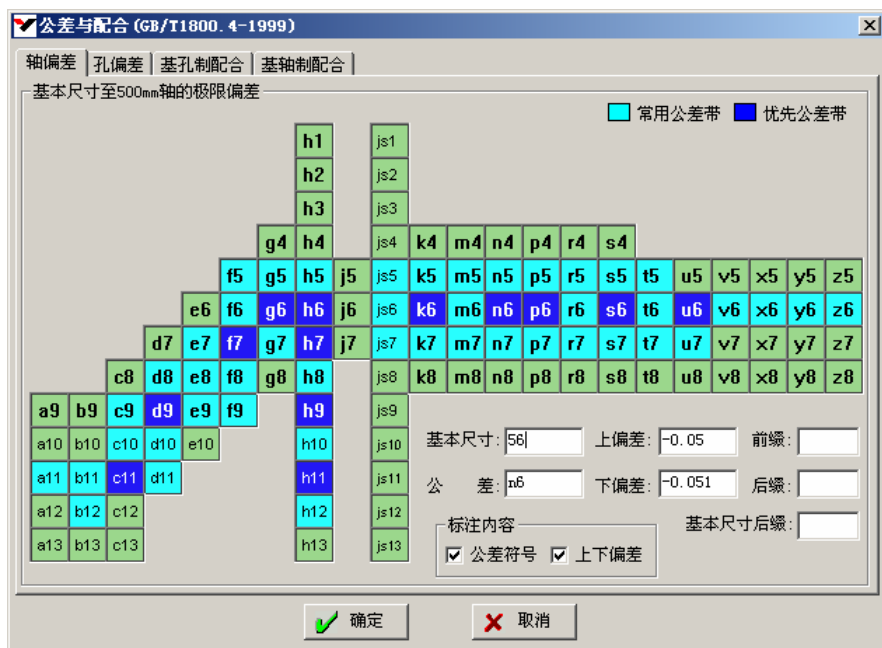 公差与配合(GB/T1800.4-1999)
轴偏差 孔偏差 基孔制配合 基轴制配合
基本尺寸至500mm轴的极限偏差
常用公差带 优先公差带
h1 js1
h2 js2
h3 js3
g4 h4 js4 k4 m4 n4 p4 r4 s4
f5 g5 h5 j5 js5 k5 m5 n5 p5 r5 s5 t5 u5 v5 x5 y5 z5
e6 f6 g6 h6 j6 js6 k6 m6 n6 p6 r6 s6 t6 u6 v6 x6 y6 z6
d7 e7 f7 g7 h7 j7 js7 k7 m7 n7 p7 r7 s7 t7 u7 v7 x7 y7 z7
c8 d8 e8 f8 g8 h8 js8 k8 m8 n8 p8 r8 s8 t8 u8 v8 x8 y8 z8
a9 b9 c9 d9 e9 f9 h9 js9
a10 b10 c10 d10 e10 h10 js10
基本尺寸: 56 上偏差: -0.05 前缀:
a11 b11 c11 d11 h11 js11
公 差: n6 下偏差: -0.051 后缀:
a12 b12 c12 h12 js12
标注内容 基本尺寸后缀:
a13 b13 c13 h13 js13
公差符号 上下偏差
确定 取消